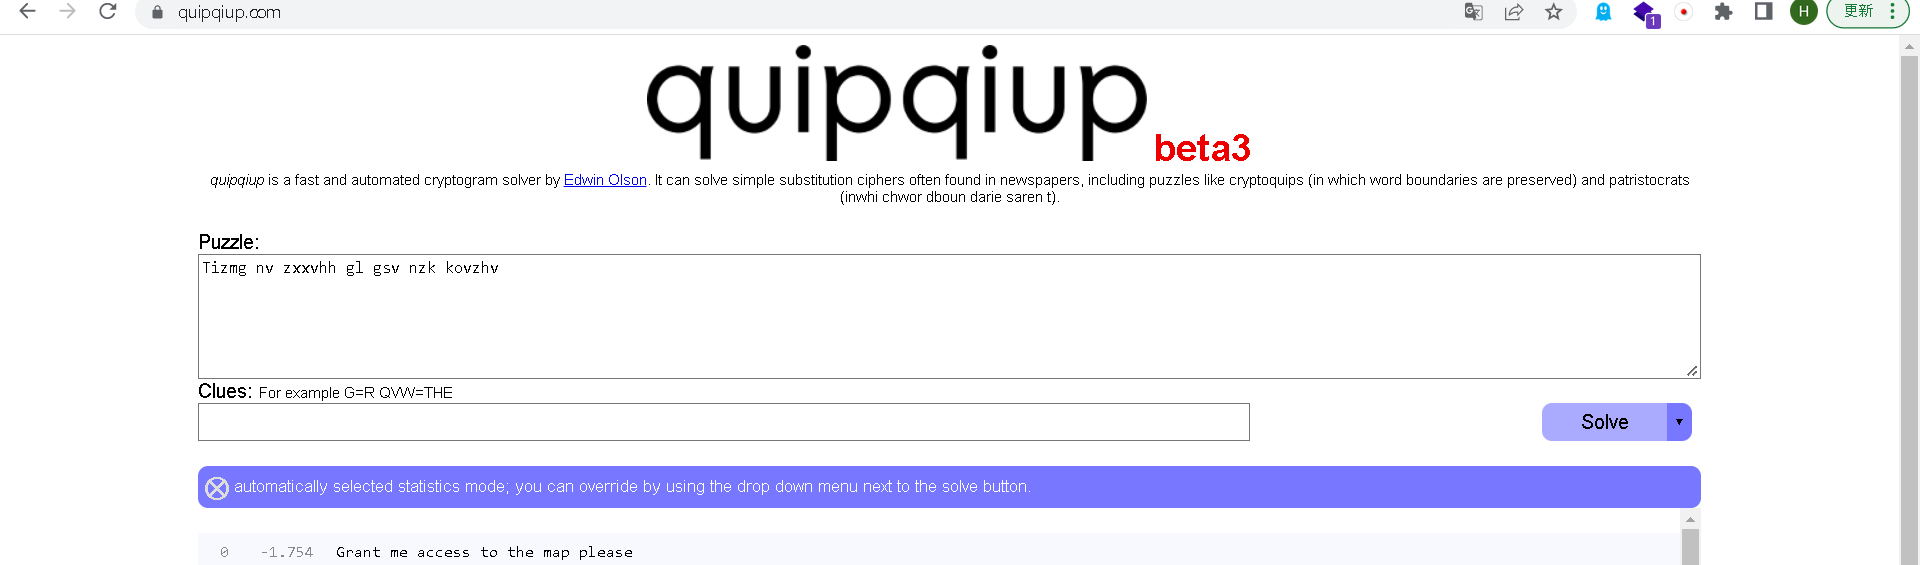 quipqiup.com
1
H
更新
quipqiup beta3
quipqiup is a fast and automated cryptogram solver by Edwin Olson. It can solve simple substitution ciphers often found in newspapers, including puzzles like cryptoquips (in which word boundaries are preserved) and patristocrats
(inwhi chwor dboun darie saren t).
Puzzle:
Tizmg nv zxxvhh gl gsv nzk kovzhv
Clues: For example G=R QVW=THE
Solve
automatically selected statistics mode; you can override by using the drop down menu next to the solve button.
0 -1.754 Grant me access to the map please